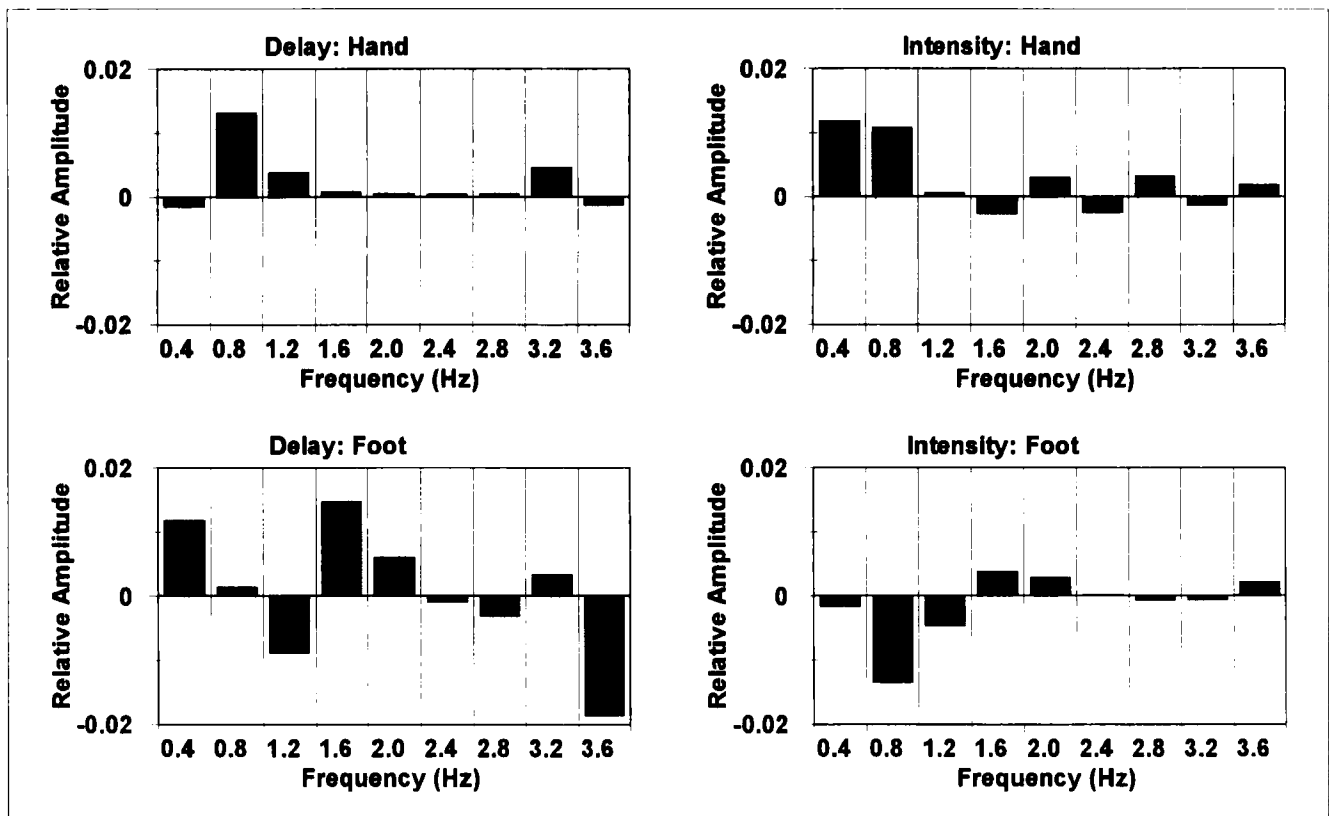 Delay: Hand
Relative Amplitude
0.02
0
-0.02
0.4 0.8 1.2 1.6 2.0 2.4 2.8 3.2 3.6
Frequency (Hz)
Intensity: Hand
Relative Amplitude
0.02
0
-0.02
0.4 0.8 1.2 1.6 2.0 2.4 2.8 3.2 3.6
Frequency (Hz)
Delay: Foot
Relative Amplitude
0.02
0
-0.02
0.4 0.8 1.2 1.6 2.0 2.4 2.8 3.2 3.6
Frequency (Hz)
Intensity: Foot
Relative Amplitude
0.02
0
-0.02
0.4 0.8 1.2 1.6 2.0 2.4 2.8 3.2 3.6
Frequency (Hz)